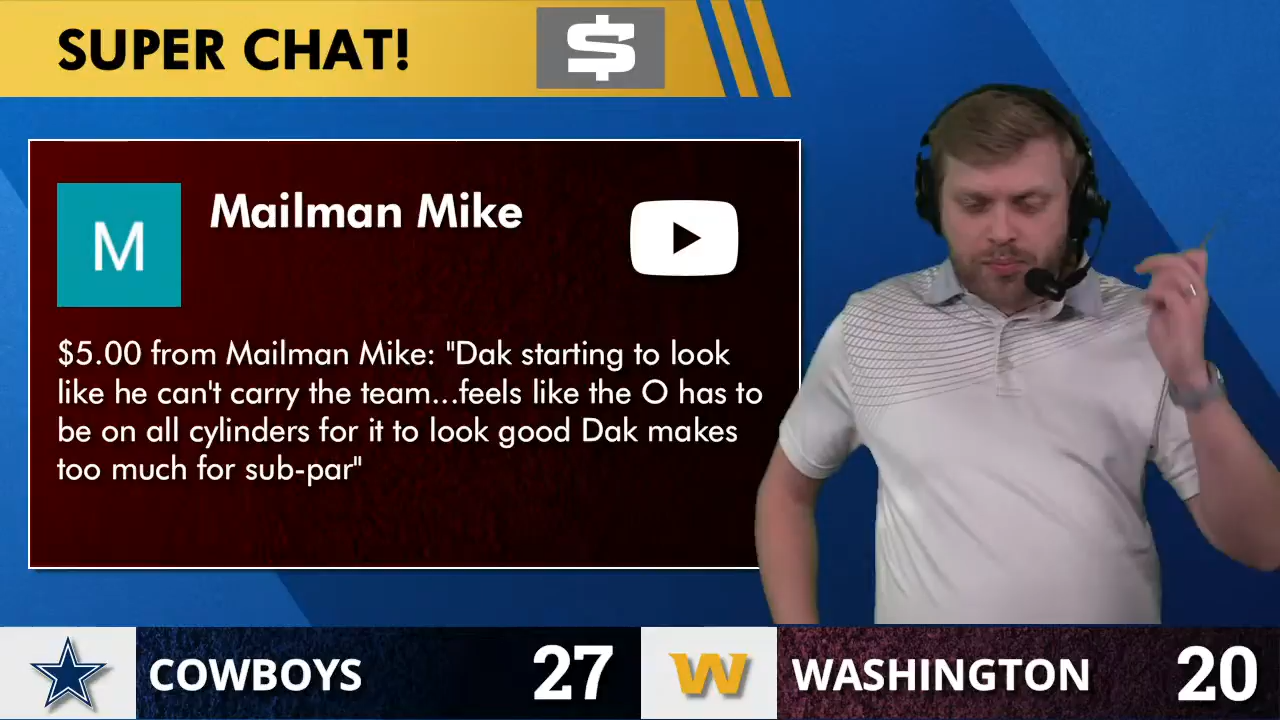 SUPER CHAT!
$
M
Mailman Mike
$5.00 from Mailman Mike: "Dak starting to look
like he can't carry the team...feels like the O has to
be on all cylinders for it to look good Dak makes
too much for sub-par"
COWBOYS 27 W WASHINGTON 20